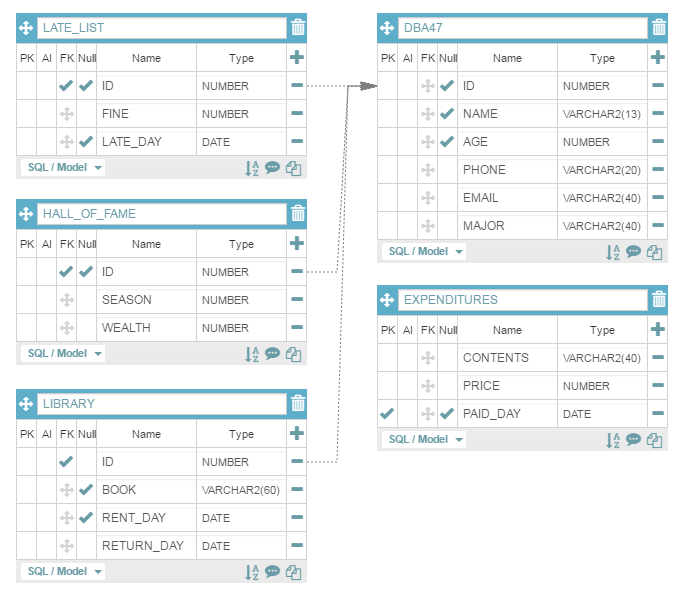 LATE_LIST
PK AI FK Null Name Type
ID NUMBER
FINE NUMBER
LATE_DAY DATE
SQL / Model
HALL_OF_FAME
PK AI FK Null Name Type
ID NUMBER
SEASON NUMBER
WEALTH NUMBER
SQL / Model
LIBRARY
PK AI FK Null Name Type
ID NUMBER
BOOK VARCHAR2(60)
RENT_DAY DATE
RETURN_DAY DATE
SQL / Model
DBA47
PK AI FK Null Name Type
ID NUMBER
NAME VARCHAR2(13)
AGE NUMBER
PHONE VARCHAR2(20)
EMAIL VARCHAR2(40)
MAJOR VARCHAR2(40)
SQL / Model
EXPENDITURES
PK AI FK Null Name Type
CONTENTS VARCHAR2(40)
PRICE NUMBER
PAID_DAY DATE
SQL / Model